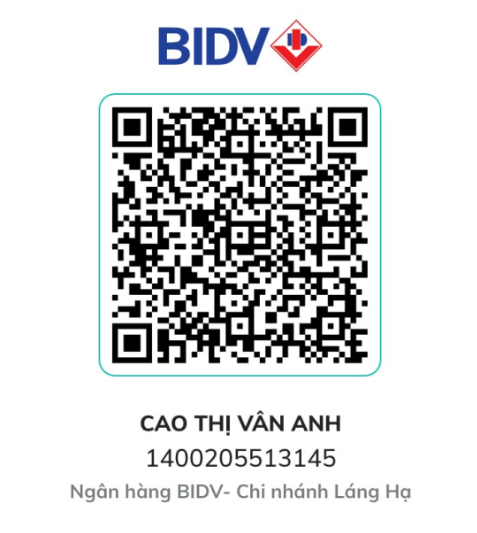 BIDV
CAO THỊ VÂN ANH
1400205513145
Ngân hàng BIDV- Chi nhánh Láng Hạ